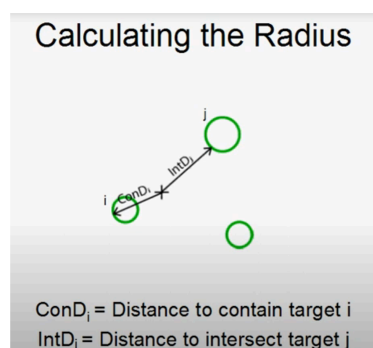 Calculating the Radius
j
IntDj
i ConDi
ConDi = Distance to contain target i
IntDj = Distance to intersect target j